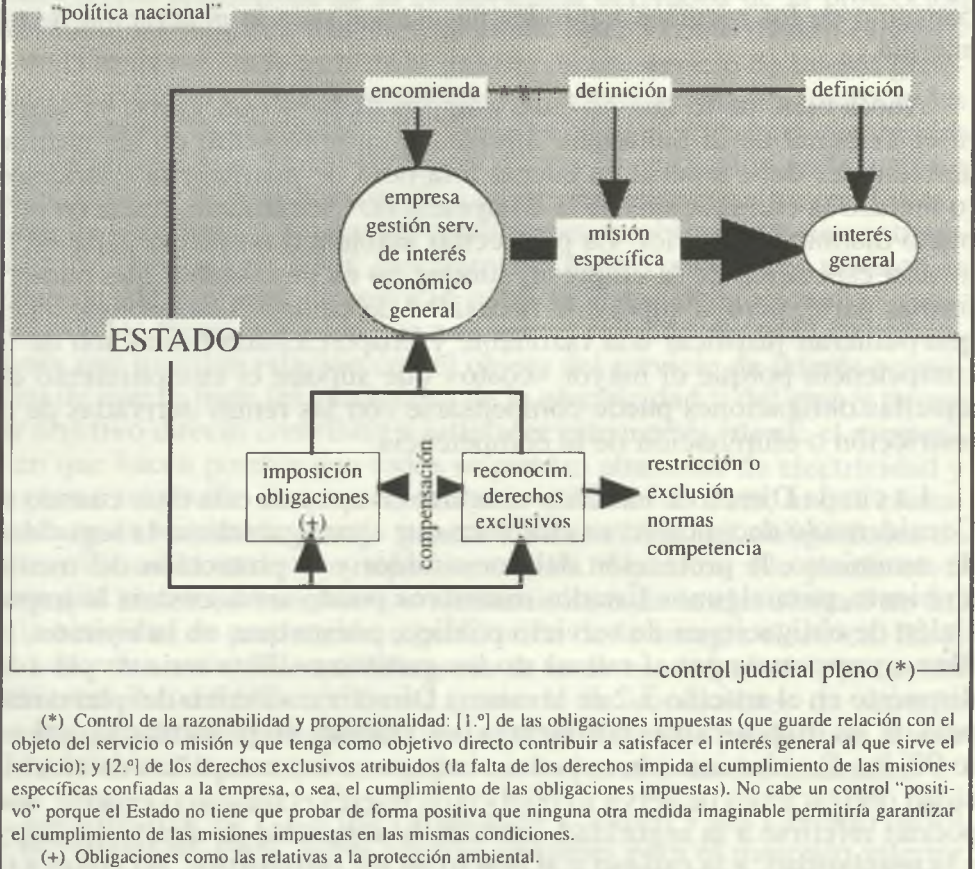 "política nacional"
encomienda
definición
definición
empresa
gestión serv.
de interés
económico
general
misión
específica
interés
general
ESTADO
imposición
obligaciones
(+)
compensación
reconocim.
derechos
exclusivos
restricción o
exclusión
normas
competencia
control judicial pleno (*)
(*) Control de la razonabilidad y proporcionalidad: [1.º] de las obligaciones impuestas (que guarde relación con el
objeto del servicio o misión y que tenga como objetivo directo contribuir a satisfacer el interés general al que sirve el
servicio); y [2.º] de los derechos exclusivos atribuidos (la falta de los derechos impida el cumplimiento de las misiones
específicas confiadas a la empresa, o sea, el cumplimiento de las obligaciones impuestas). No cabe un control "positi-
vo" porque el Estado no tiene que probar de forma positiva que ninguna otra medida imaginable permitiría garantizar
el cumplimiento de las misiones impuestas en las mismas condiciones.
(+) Obligaciones como las relativas a la protección ambiental.